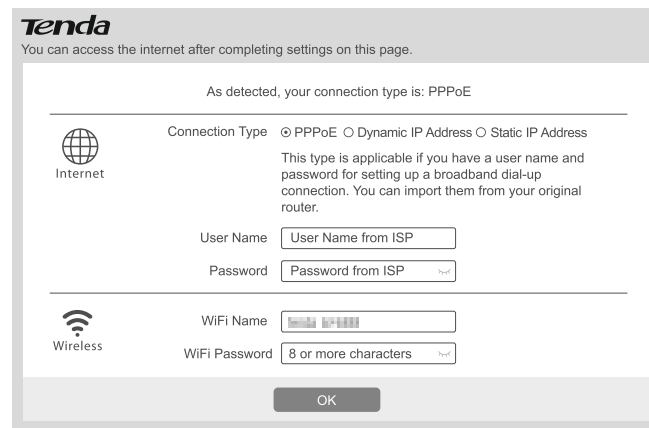 Tenda
You can access the internet after completing settings on this page.
As detected, your connection type is: PPPoE
Connection Type PPPoE Dynamic IP Address Static IP Address
This type is applicable if you have a user name and
password for setting up a broadband dial-up
connection. You can import them from your original
router.
Internet
User Name User Name from ISP
Password Password from ISP
WiFi Name
Wireless
WiFi Password 8 or more characters
OK